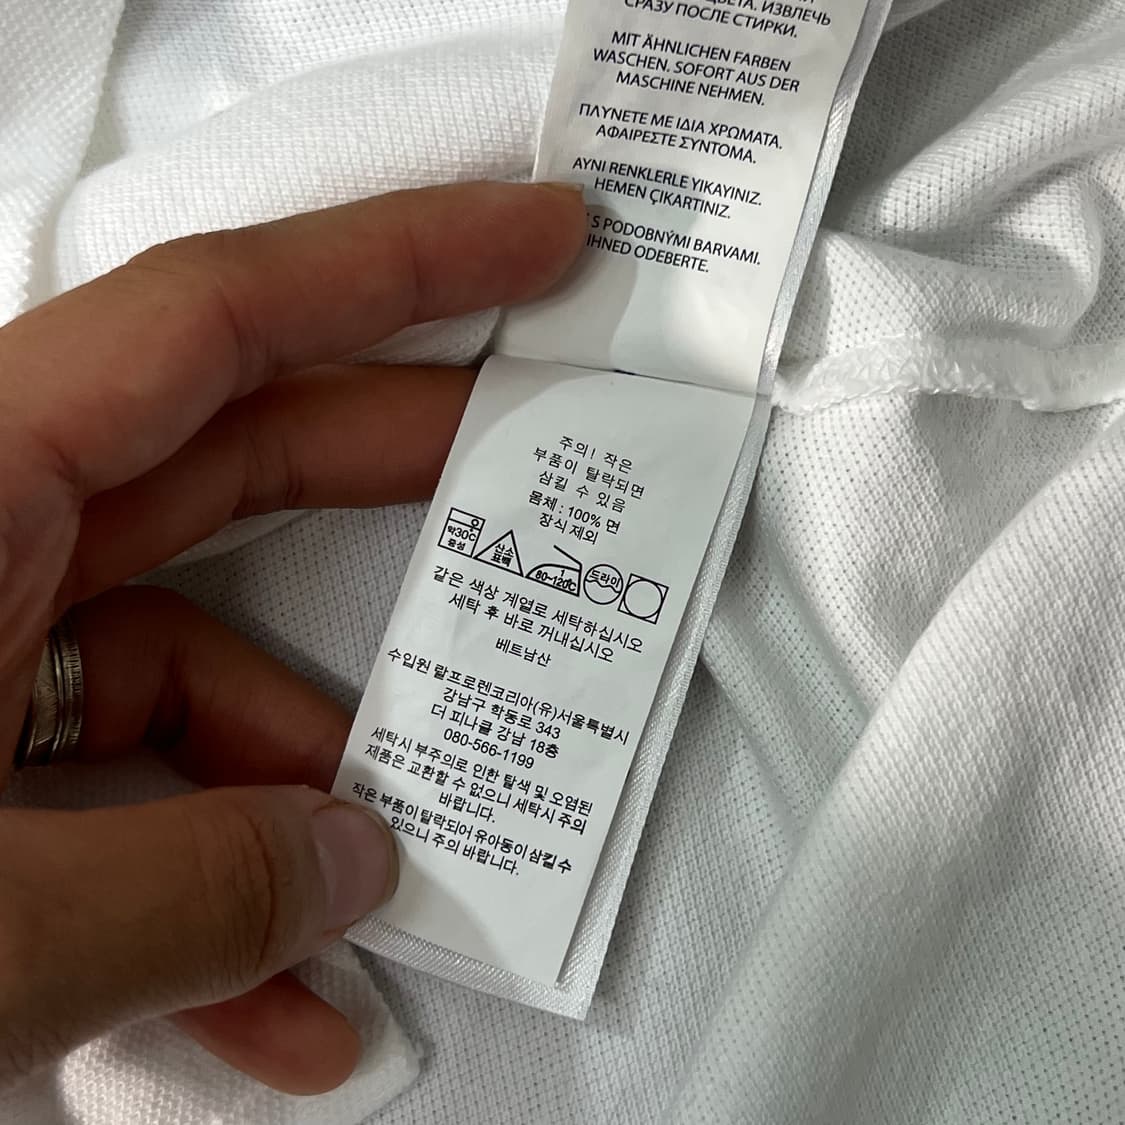 ЦВЕТА. ИЗВЛЕЧЬ
СРАЗУ ПОСЛЕ СТИРКИ.
MIT ÄHNLICHEN FARBEN
WASCHEN. SOFORT AUS DER
MASCHINE NEHMEN.
ΠΛΥΝΕΤΕ ΜΕ ΙΔΙΑ ΧΡΩΜΑΤΑ.
ΑΦΑΙΡΕΣΤΕ ΣΥΝΤΟΜΑ.
AYNI RENKLERLE YIKAYINIZ.
HEMEN ÇIKARTINIZ.
S PODOBNÝMI BARVAMI.
IHNED ODEBERTE.
주의! 작은
부품이 탈락되면
삼킬 수 있음
몸체 : 100% 면
장식 제외
약30℃
중성
산소
표백
1
80~120℃
드라이
같은 색상 계열로 세탁하십시오
세탁 후 바로 꺼내십시오
베트남산
수입원 랄프로렌코리아(유)서울특별시
강남구 학동로 343
더 피나클 강남 18층
080-566-1199
세탁시 부주의로 인한 탈색 및 오염된
제품은 교환할 수 없으니 세탁시 주의
바랍니다.
작은 부품이 탈락되어 유아동이 삼킬 수
있으니 주의 바랍니다.